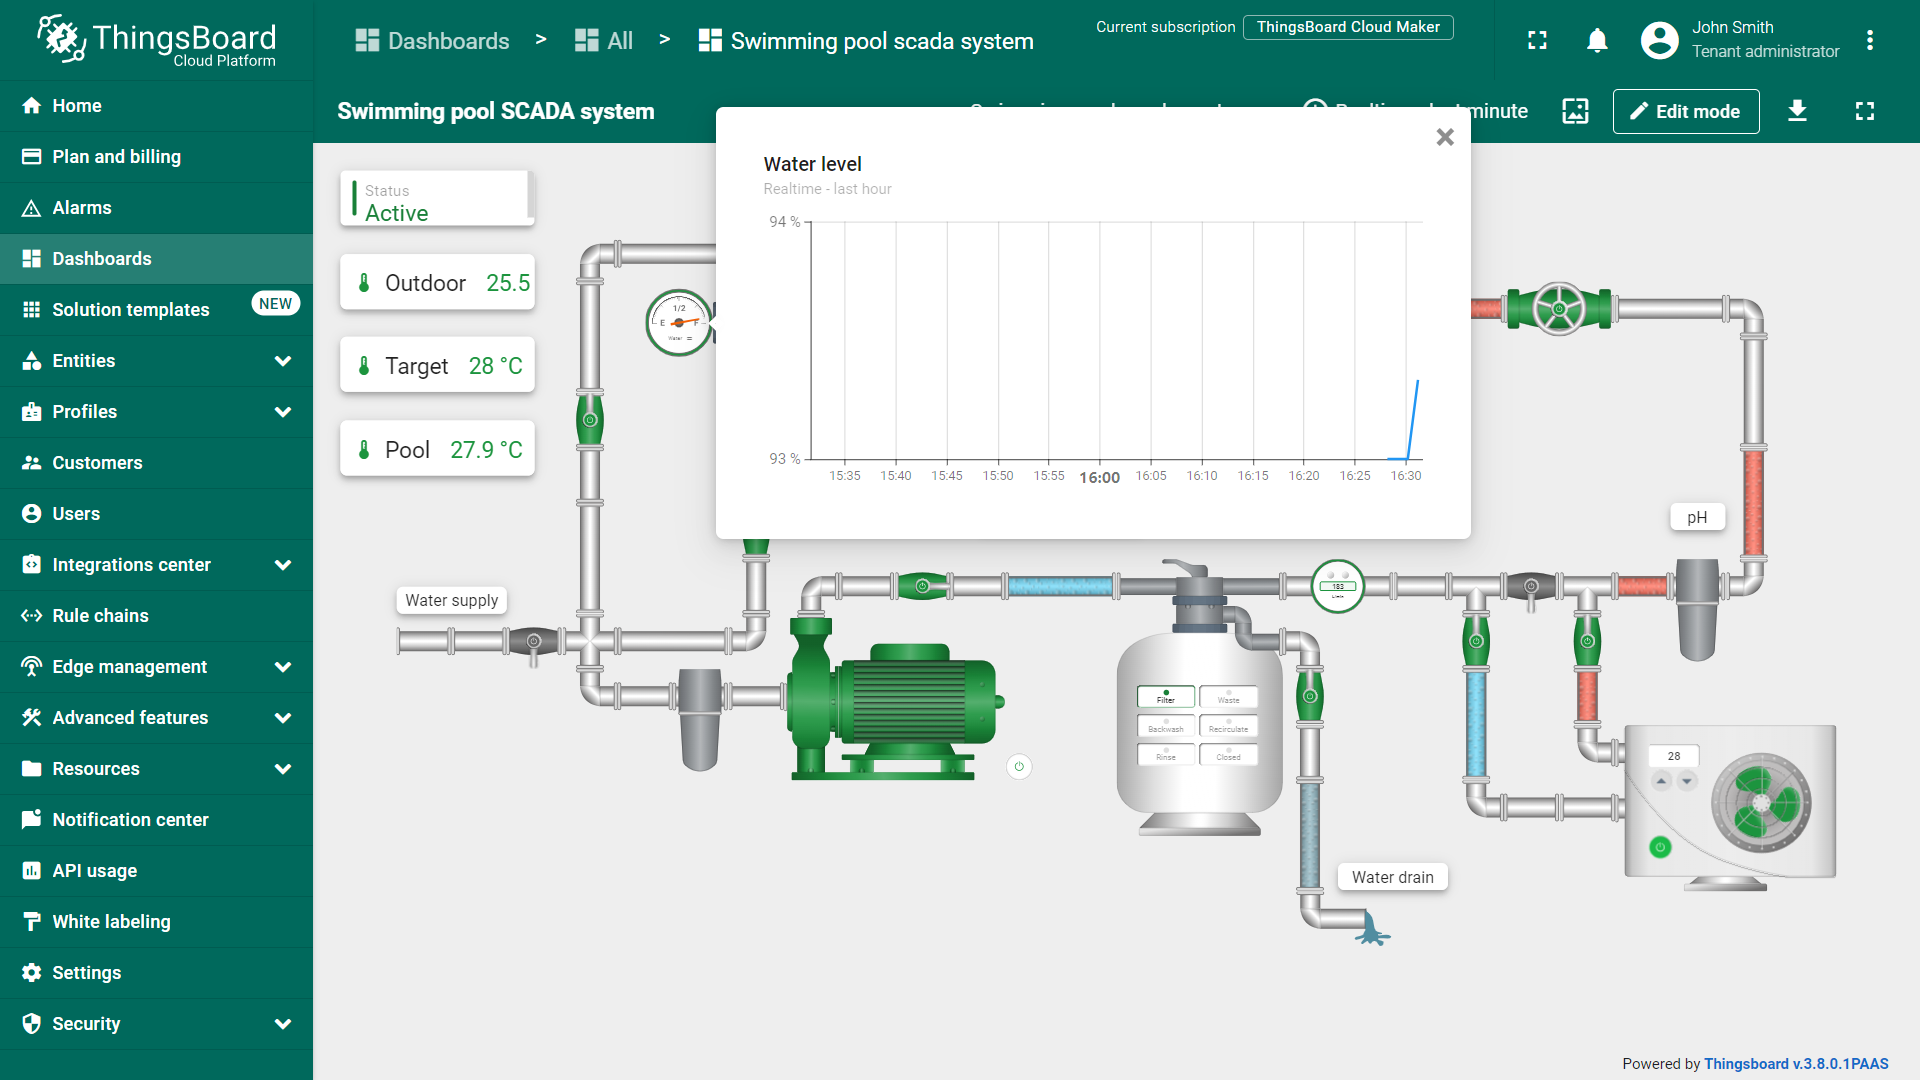 ThingsBoard
Cloud Platform
Dashboards > All > Swimming pool scada system
Current subscription ThingsBoard Cloud Maker
John Smith
Tenant administrator
Home
Plan and billing
Alarms
Dashboards
Solution templates NEW
Entities
Profiles
Customers
Users
Integrations center
Rule chains
Edge management
Advanced features
Resources
Notification center
API usage
White labeling
Settings
Security
Swimming pool SCADA system
minute
Edit mode
Status
Active
Outdoor 25.5
Target 28 °C
Pool 27.9 °C
1/2
E F
Water
Water level
Realtime - last hour
94 %
93 %
15:35 15:40 15:45 15:50 15:55 16:00 16:05 16:10 16:15 16:20 16:25 16:30
pH
Water supply
183
L/min
Filter Waste
Backwash Recirculate
Rinse Closed
28
Water drain
Powered by Thingsboard v.3.8.0.1PAAS